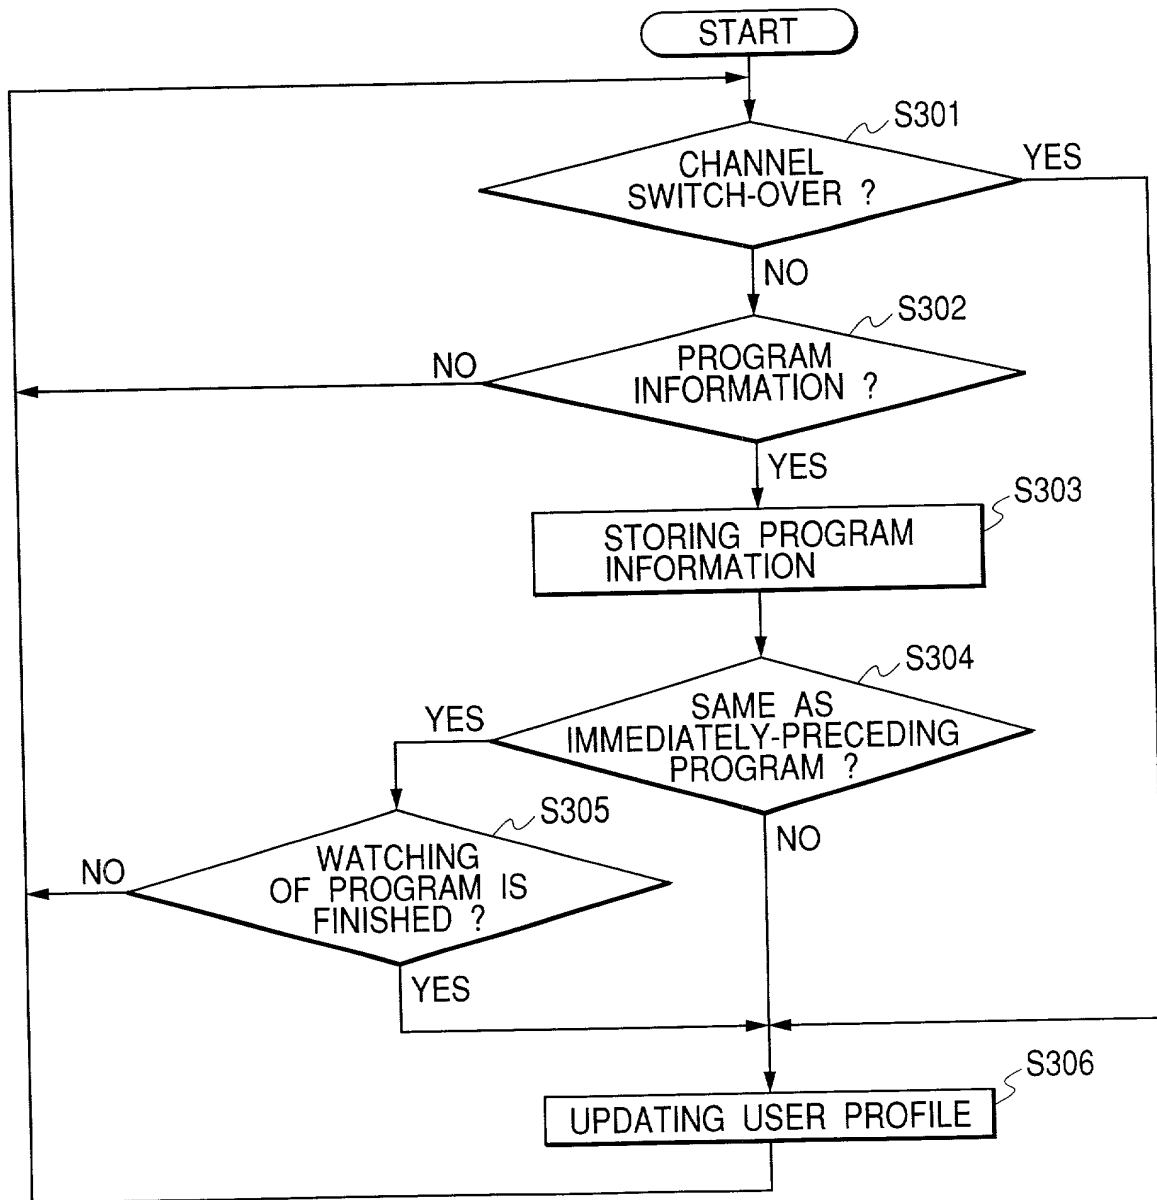 START
S301
CHANNEL
SWITCH-OVER ?
YES
NO
S302
PROGRAM
INFORMATION ?
NO
YES
S303
STORING PROGRAM
INFORMATION
S304
SAME AS
IMMEDIATELY-PRECEDING
PROGRAM ?
YES
NO
S305
WATCHING
OF PROGRAM IS
FINISHED ?
NO
YES
S306
UPDATING USER PROFILE